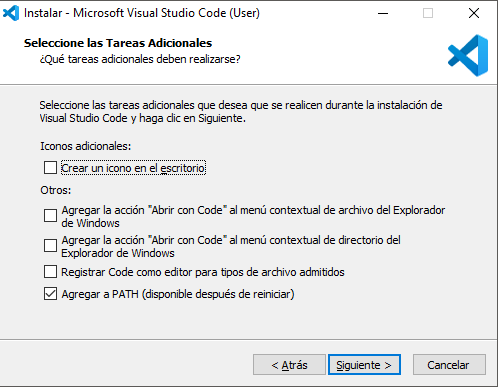 Instalar - Microsoft Visual Studio Code (User)
Seleccione las Tareas Adicionales
¿Qué tareas adicionales deben realizarse?
Seleccione las tareas adicionales que desea que se realicen durante la instalación de
Visual Studio Code y haga clic en Siguiente.
Iconos adicionales:
Crear un icono en el escritorio
Otros:
Agregar la acción "Abrir con Code" al menú contextual de archivo del Explorador
de Windows
Agregar la acción "Abrir con Code" al menú contextual de directorio del
Explorador de Windows
Registrar Code como editor para tipos de archivo admitidos
Agregar a PATH (disponible después de reiniciar)
< Atrás
Siguiente >
Cancelar